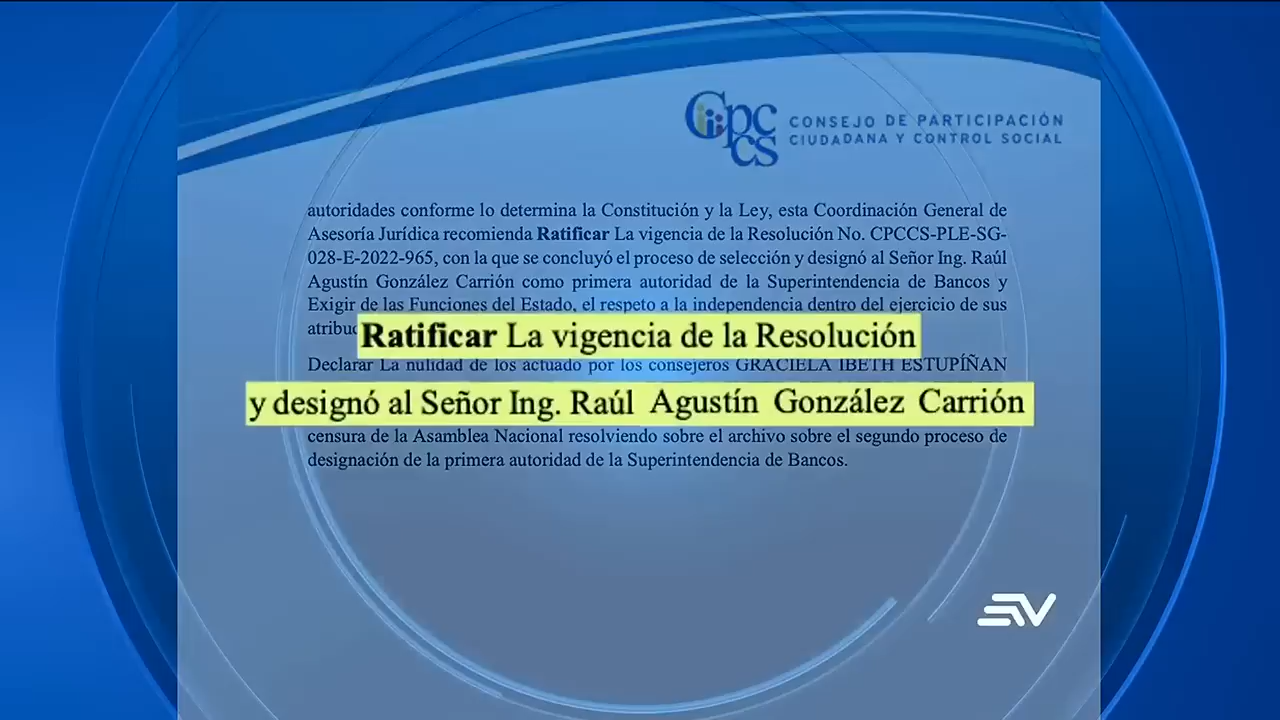 Cpccs CONSEJO DE PARTICIPACIÓN
CIUDADANA Y CONTROL SOCIAL
autoridades conforme lo determina la Constitución y la Ley, esta Coordinación General de
Asesoría Jurídica recomienda Ratificar La vigencia de la Resolución No. CPCCS-PLE-SG-
028-E-2022-965, con la que se concluyó el proceso de selección y designó al Señor Ing. Raúl
Agustín González Carrión como primera autoridad de la Superintendencia de Bancos y
Exigir de las Funciones del Estado, el respeto a la independencia dentro del ejercicio de sus
Ratificar La vigencia de la Resolución
Declarar La nulidad de los actuado por los consejeros GRACIELA IBETH ESTUPIÑAN
y designó al Señor Ing. Raúl Agustín González Carrión
censura de la Asamblea Nacional resolviendo sobre el archivo sobre el segundo proceso de
designación de la primera autoridad de la Superintendencia de Bancos.
EV